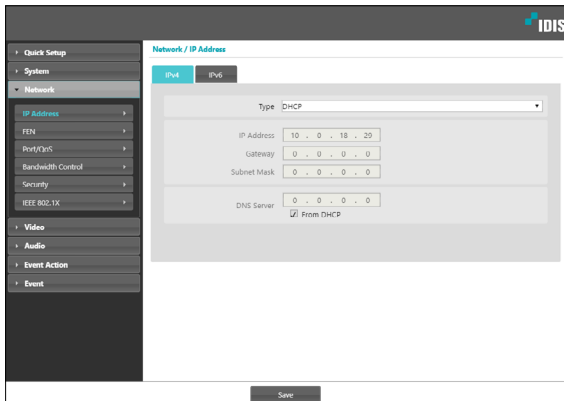 IDIS
Quick Setup
System
Network
IP Address
FEN
Port/QoS
Bandwidth Control
Security
IEEE 802.1X
Video
Audio
Event Action
Event
Network / IP Address
IPv4 IPv6
Type DHCP
IP Address 10 . 0 . 18 . 29
Gateway 0 . 0 . 0 . 0
Subnet Mask 0 . 0 . 0 . 0
DNS Server 0 . 0 . 0 . 0
From DHCP
Save